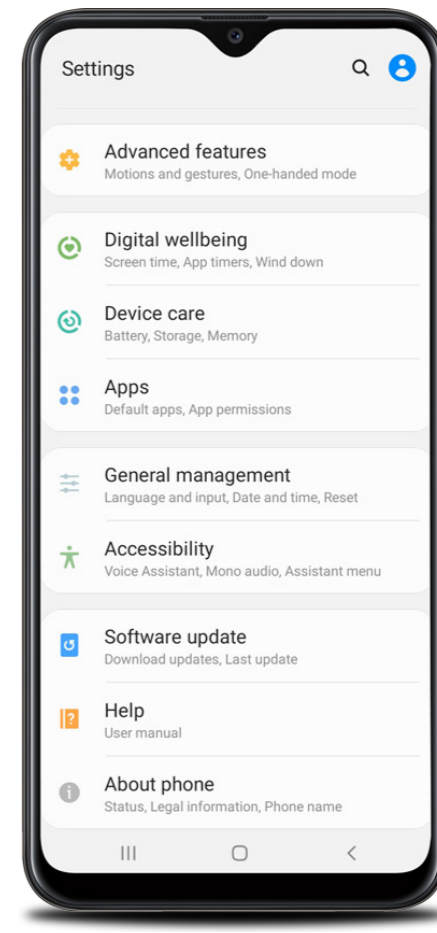 Settings
Advanced features
Motions and gestures, One-handed mode
Digital wellbeing
Screen time, App timers, Wind down
Device care
Battery, Storage, Memory
Apps
Default apps, App permissions
General management
Language and input, Date and time, Reset
Accessibility
Voice Assistant, Mono audio, Assistant menu
Software update
Download updates, Last update
Help
User manual
About phone
Status, Legal information, Phone name